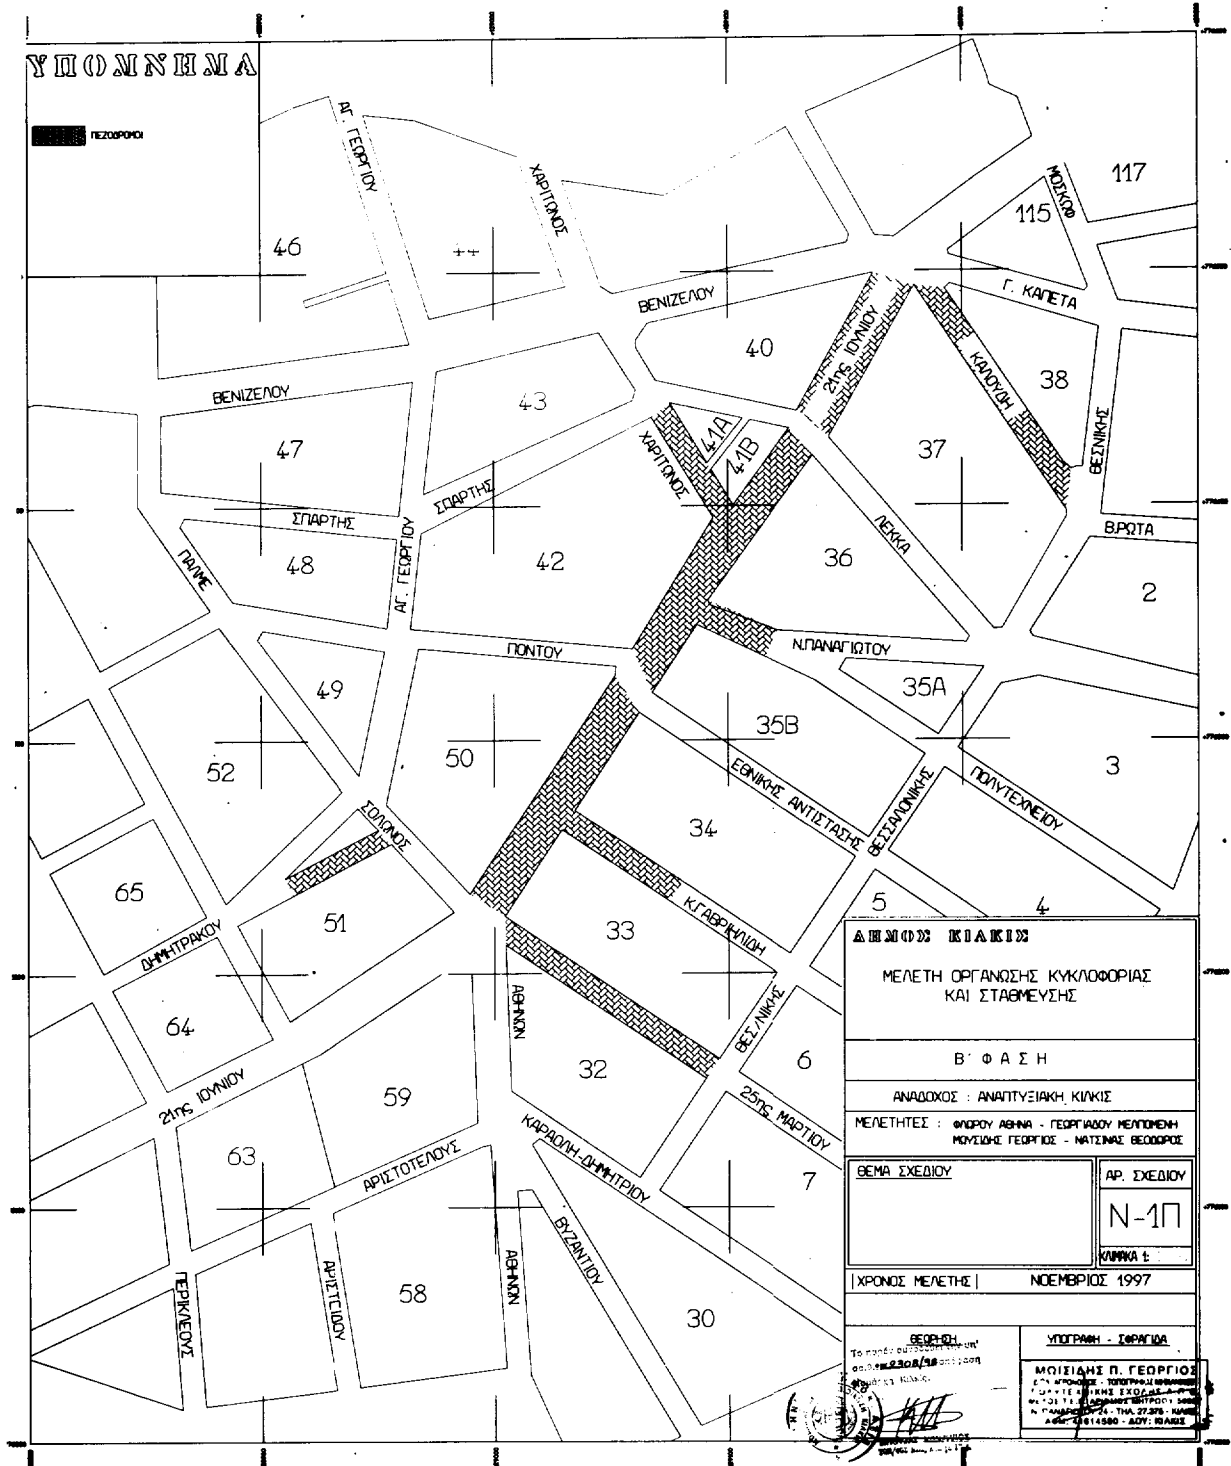 ΥΠΟΜΝΗΜΑ
ΠΕΖΟΔΡΟΜΟΙ
ΑΓ. ΓΕΩΡΓΙΟΥ
ΧΑΡΙΤΩΝΟΣ
ΜΟΣΚΩΦ
117
115
46
44
Γ. ΚΑΠΕΤΑ
ΒΕΝΙΖΕΛΟΥ
40
21ης ΙΟΥΝΙΟΥ
ΚΑΛΟΥΔΗ
38
ΒΕΝΙΖΕΛΟΥ
43
41Α
41Β
37
ΘΕΣ/ΝΙΚΗΣ
47
ΧΑΡΙΤΩΝΟΣ
ΣΠΑΡΤΗΣ
ΣΠΑΡΤΗΣ
ΛΕΚΚΑ
Β.ΡΩΤΑ
ΠΑΛΜΕ
48
ΑΓ. ΓΕΩΡΓΙΟΥ
42
36
2
ΠΟΝΤΟΥ
Ν.ΠΑΝΑΓΙΩΤΟΥ
49
35Α
35Β
52
50
ΕΘΝΙΚΗΣ ΑΝΤΙΣΤΑΣΗΣ
ΘΕΣΣΑΛΟΝΙΚΗΣ
ΠΟΛΥΤΕΧΝΕΙΟΥ
3
ΣΟΛΩΝΟΣ
34
65
51
33
Κ.ΓΑΒΡΙΗΛΙΔΗ
5
4
ΔΗΜΗΤΡΑΚΟΥ
64
ΑΘΗΝΩΝ
ΘΕΣ/ΝΙΚΗΣ
32
6
21ης ΙΟΥΝΙΟΥ
59
25ης ΜΑΡΤΙΟΥ
63
ΑΡΙΣΤΟΤΕΛΟΥΣ
ΚΑΡΑΟΛΗ-ΔΗΜΗΤΡΙΟΥ
7
ΠΕΡΙΚΛΕΟΥΣ
ΑΡΙΣΤΕΙΔΟΥ
58
ΑΘΗΝΩΝ
ΒΥΖΑΝΤΙΟΥ
30
ΔΗΜΟΣ ΚΙΛΚΙΣ
ΜΕΛΕΤΗ ΟΡΓΑΝΩΣΗΣ ΚΥΚΛΟΦΟΡΙΑΣ
ΚΑΙ ΣΤΑΘΜΕΥΣΗΣ
Β΄ Φ Α Σ Η
ΑΝΑΔΟΧΟΣ : ΑΝΑΠΤΥΞΙΑΚΗ ΚΙΛΚΙΣ
ΜΕΛΕΤΗΤΕΣ : ΦΛΩΡΟΥ ΑΘΗΝΑ - ΓΕΩΡΓΙΑΔΟΥ ΜΕΛΠΟΜΕΝΗ
ΜΩΥΣΙΔΗΣ ΓΕΩΡΓΙΟΣ - ΝΑΤΣΙΝΑΣ ΘΕΟΔΩΡΟΣ
ΘΕΜΑ ΣΧΕΔΙΟΥ
ΑΡ. ΣΧΕΔΙΟΥ
Ν-1Π
ΚΛΙΜΑΚΑ 1:
ΧΡΟΝΟΣ ΜΕΛΕΤΗΣ
ΝΟΕΜΒΡΙΟΣ 1997
ΘΕΩΡΗΣΗ
ΥΠΟΓΡΑΦΗ - ΣΦΡΑΓΙΔΑ
ΜΩΙΣΙΔΗΣ Π. ΓΕΩΡΓΙΟΣ